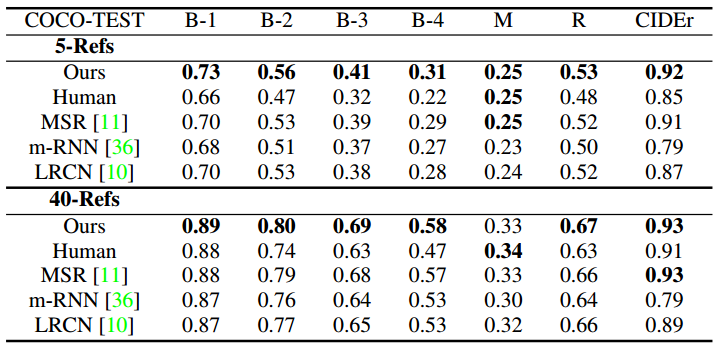 COCO-TEST B-1 B-2 B-3 B-4 M R CIDEr
5-Refs
Ours 0.73 0.56 0.41 0.31 0.25 0.53 0.92
Human 0.66 0.47 0.32 0.22 0.25 0.48 0.85
MSR [11] 0.70 0.53 0.39 0.29 0.25 0.52 0.91
m-RNN [36] 0.68 0.51 0.37 0.27 0.23 0.50 0.79
LRCN [10] 0.70 0.53 0.38 0.28 0.24 0.52 0.87
40-Refs
Ours 0.89 0.80 0.69 0.58 0.33 0.67 0.93
Human 0.88 0.74 0.63 0.47 0.34 0.63 0.91
MSR [11] 0.88 0.79 0.68 0.57 0.33 0.66 0.93
m-RNN [36] 0.87 0.76 0.64 0.53 0.30 0.64 0.79
LRCN [10] 0.87 0.77 0.65 0.53 0.32 0.66 0.89